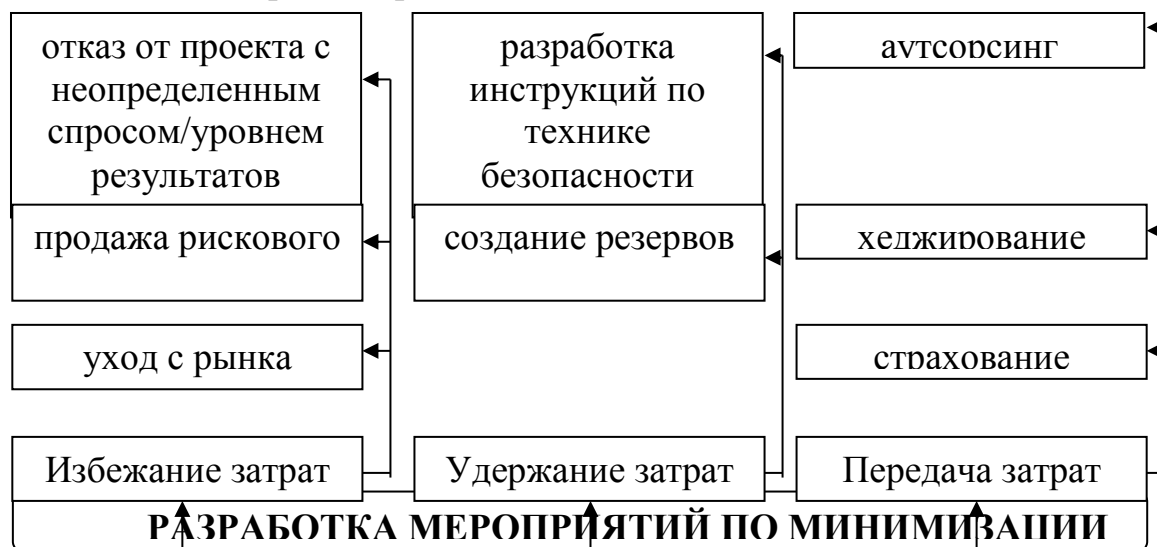 отказ от проекта с
неопределенным
спросом/уровнем
результатов
разработка
инструкций по
технике
безопасности
аутсорсинг
продажа рискового
создание резервов
хеджирование
уход с рынка
страхование
Избежание затрат
Удержание затрат
Передача затрат
РАЗРАБОТКА МЕРОПРИЯТИЙ ПО МИНИМИЗАЦИИ